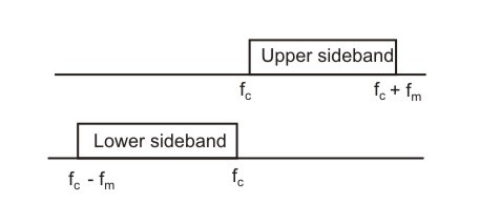 Upper sideband
fc fc + fm
Lower sideband
fc - fm fc